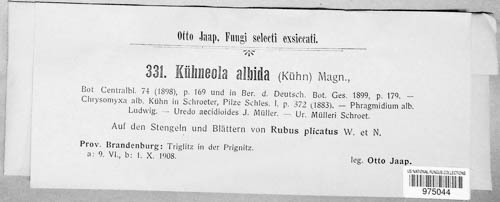 Otto Jaap, Fungi selecti exsiccati.
331. Kühneola albida (Kühn) Magn.,
Bot Centralbl. 74 (1898), p. 169 und in Ber. d. Deutsch. Bot. Ges. 1899, p. 179. —
Chrysomyxa alb. Kühn in Schroeter, Pilze Schles. I, p. 372 (1883). — Phragmidium alb.
Ludwig. — Uredo aecidioides J. Müller. — Ur. Mülleri Schroet.
Auf den Stengeln und Blättern von Rubus plicatus W. et N.
Prov. Brandenburg: Triglitz in der Prignitz.
a: 9. VI., b: 1. X. 1908.
leg. Otto Jaap.
US NATIONAL FUNGUS COLLECTIONS
975044